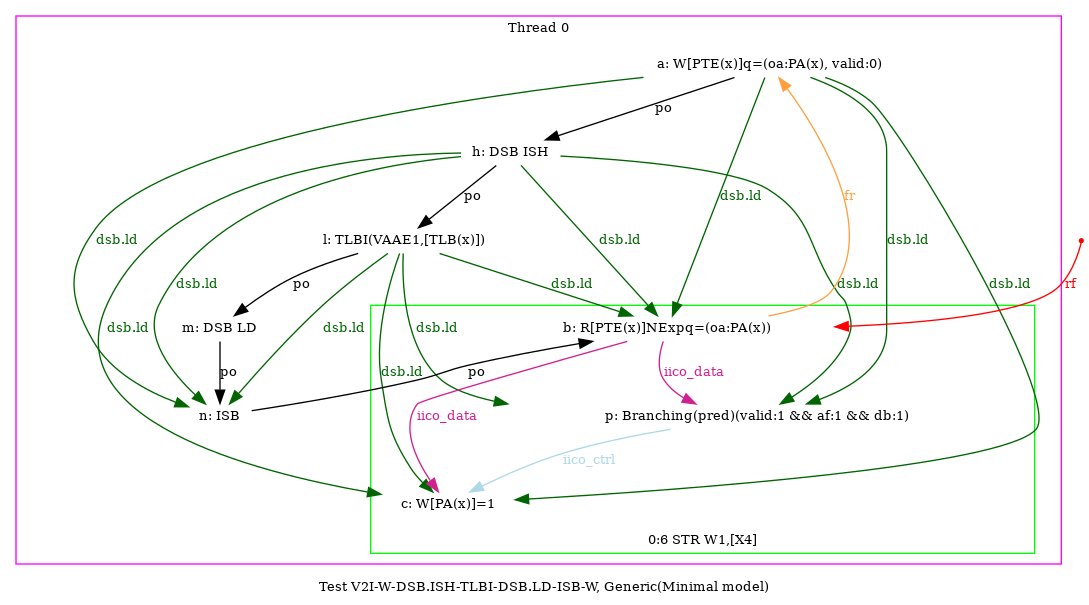 Thread 0
a: W[PTE(x)]q=(oa:PA(x), valid:0)
po
h: DSB ISH
po
dsb.ld
fr
dsb.ld
l: TLBI(VAAE1,[TLB(x)])
dsb.ld
dsb.ld
dsb.ld
po
dsb.ld
dsb.ld
dsb.ld
dsb.ld
rf
m: DSB LD
dsb.ld
dsb.ld
dsb.ld
b: R[PTE(x)]NExpq=(oa:PA(x))
po
dsb.ld
po
iico_data
n: ISB
iico_data
p: Branching(pred)(valid:1 && af:1 && db:1)
iico_ctrl
c: W[PA(x)]=1
0:6 STR W1,[X4]
Test V2I-W-DSB.ISH-TLBI-DSB.LD-ISB-W, Generic(Minimal model)